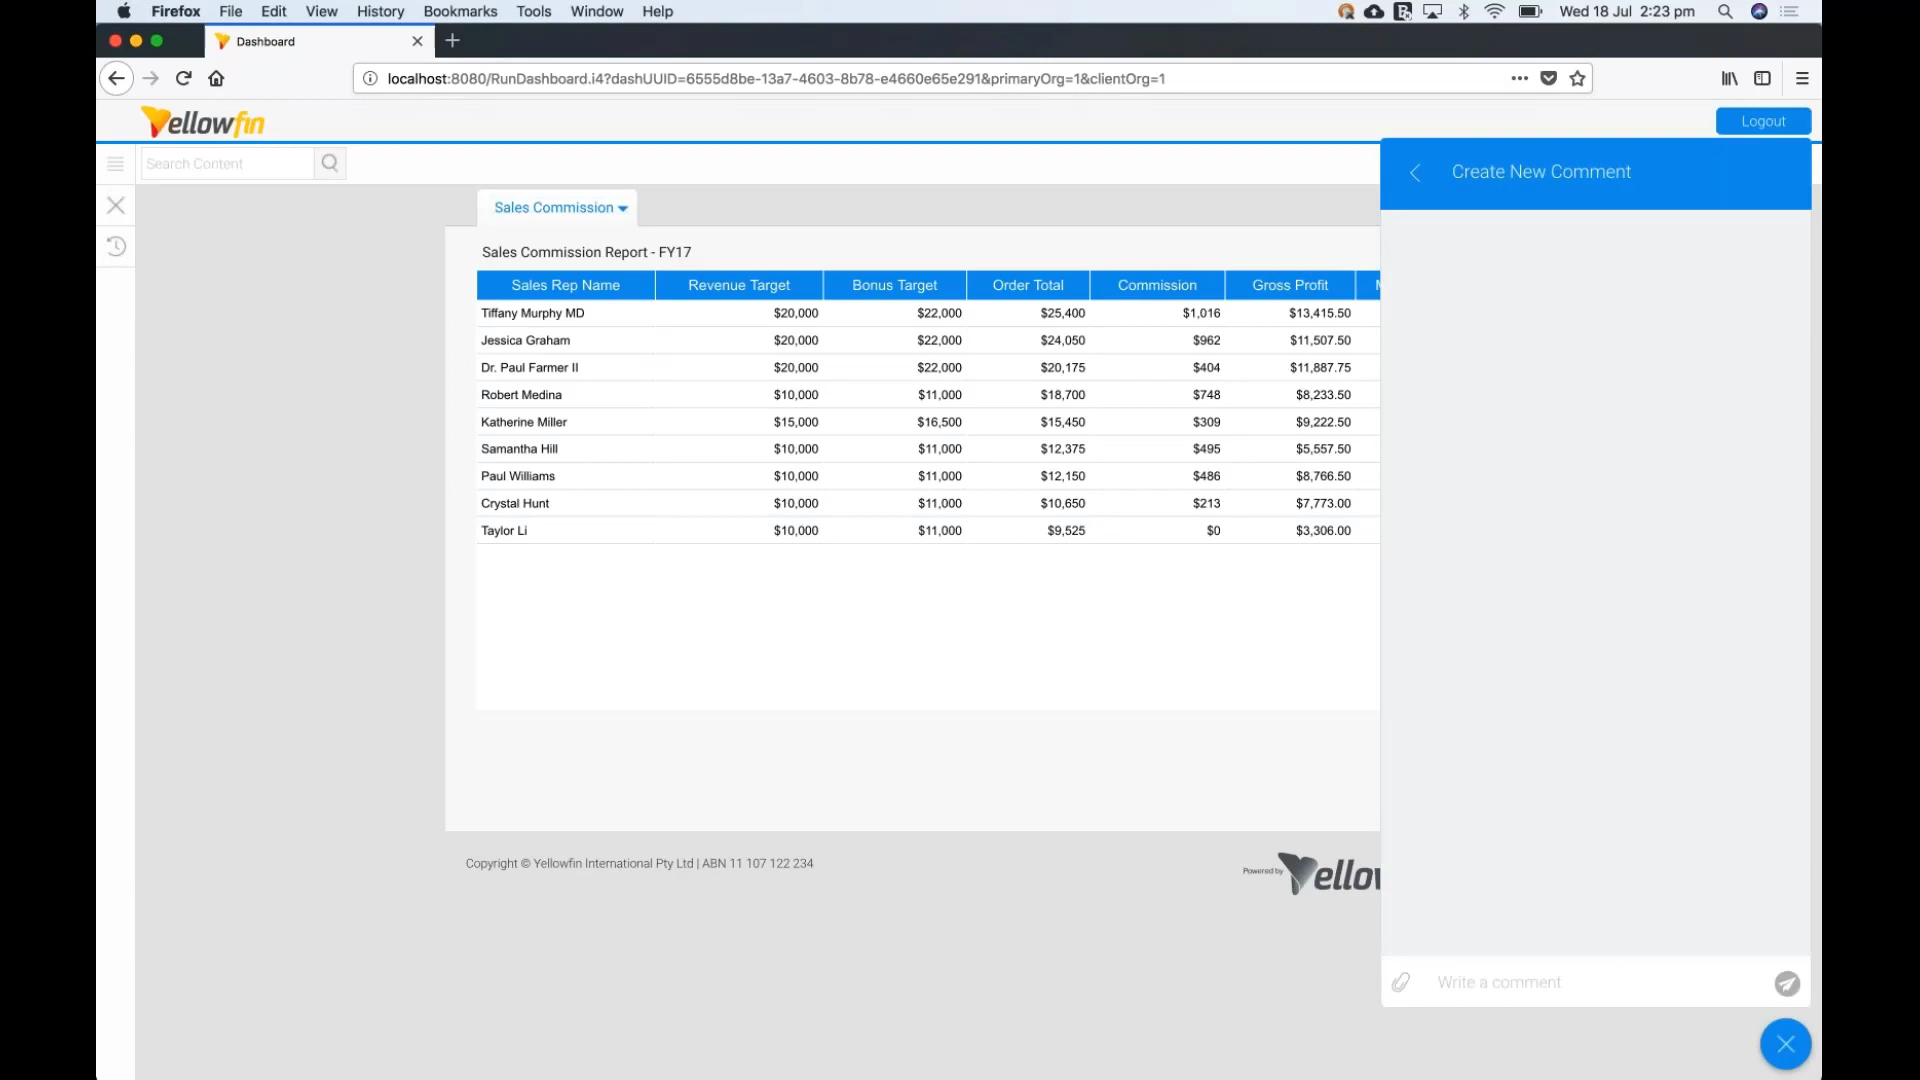 Firefox File Edit View History Bookmarks Tools Window Help Wed 18 Jul 2:23 pm
Dashboard
localhost:8080/RunDashboard.i4?dashUUID=6555d8be-13a7-4603-8b78-e4660e65e291&primaryOrg=1&clientOrg=1
Yellowfin
Logout
Search Content
Create New Comment
Sales Commission
Sales Commission Report - FY17
Sales Rep Name Revenue Target Bonus Target Order Total Commission Gross Profit
Tiffany Murphy MD $20,000 $22,000 $25,400 $1,016 $13,415.50
Jessica Graham $20,000 $22,000 $24,050 $962 $11,507.50
Dr. Paul Farmer II $20,000 $22,000 $20,175 $404 $11,887.75
Robert Medina $10,000 $11,000 $18,700 $748 $8,233.50
Katherine Miller $15,000 $16,500 $15,450 $309 $9,222.50
Samantha Hill $10,000 $11,000 $12,375 $495 $5,557.50
Paul Williams $10,000 $11,000 $12,150 $486 $8,766.50
Crystal Hunt $10,000 $11,000 $10,650 $213 $7,773.00
Taylor Li $10,000 $11,000 $9,525 $0 $3,306.00
Copyright © Yellowfin International Pty Ltd | ABN 11 107 122 234
Powered by Yellow
Write a comment